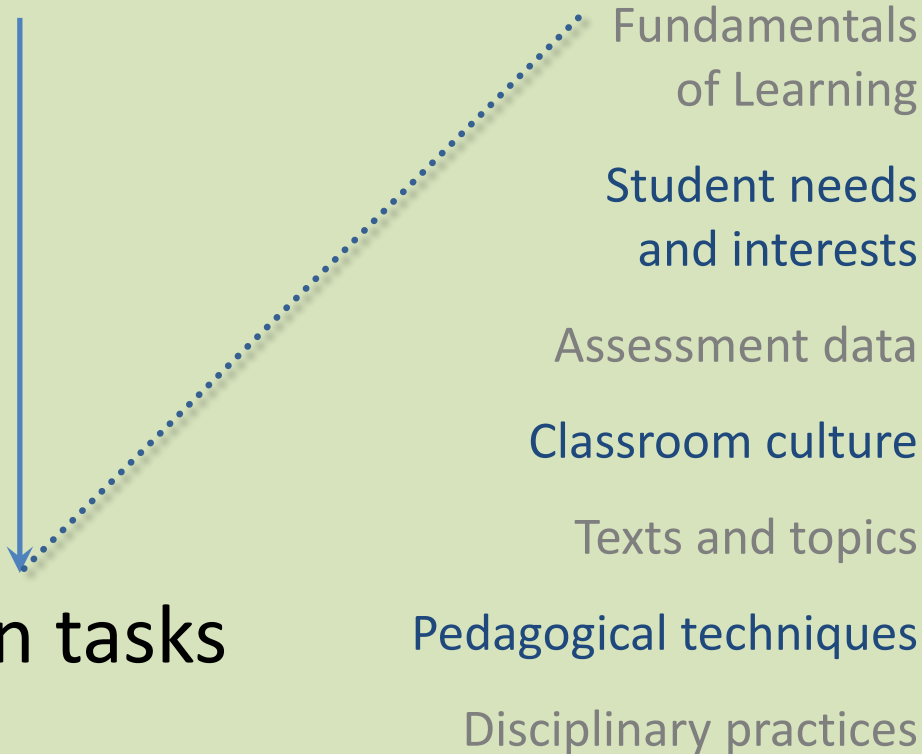 Fundamentals
of Learning
Student needs
and interests
Assessment data
Classroom culture
Texts and topics
n tasks
Pedagogical techniques
Disciplinary practices